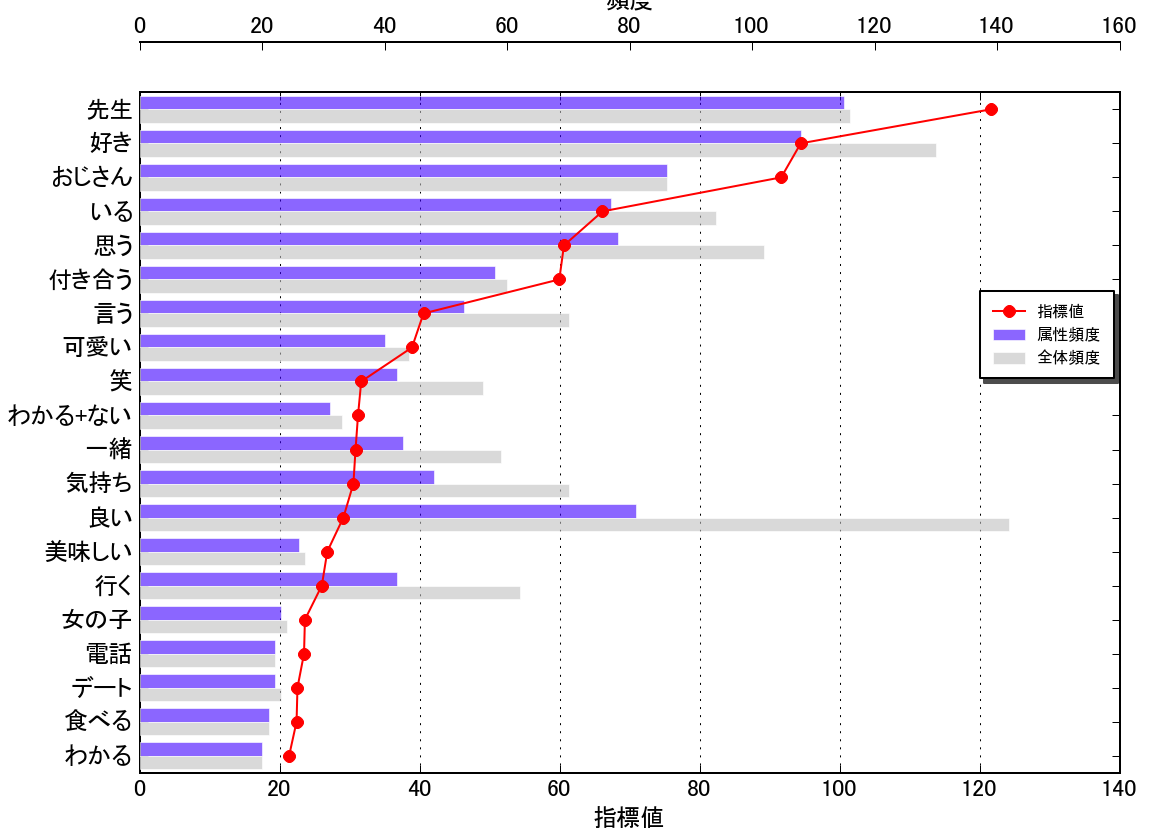 頻度
0 20 40 60 80 100 120 140 160
先生
好き
おじさん
いる
思う
付き合う
言う
可愛い
笑
わかる+ない
一緒
気持ち
良い
美味しい
行く
女の子
電話
デート
食べる
わかる
指標値
属性頻度
全体頻度
0 20 40 60 80 100 120 140
指標値